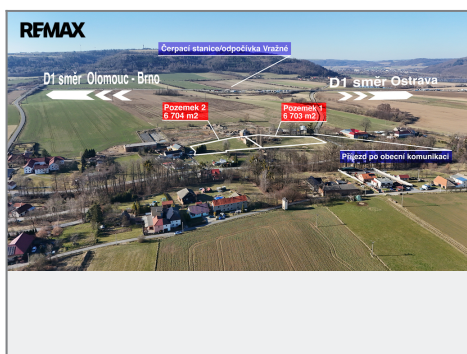 RE/MAX
Čerpací stanice/odpočívka Vražné
D1 směr Olomouc - Brno
D1 směr Ostrava
Pozemek 2
6 704 m2
Pozemek 1
6 703 m2
Příjezd po obecní komunikaci